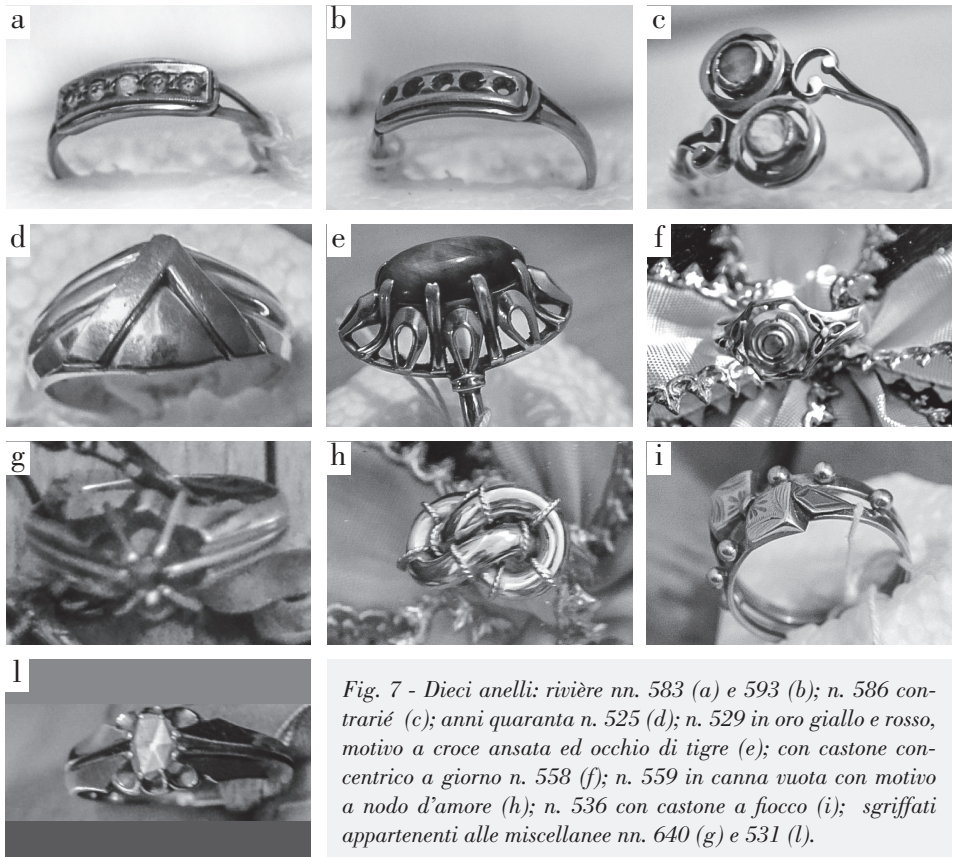 a
b
c
d
e
f
g
h
i
l
Fig. 7 - Dieci anelli: rivière nn. 583 (a) e 593 (b); n. 586 con-
trarié (c); anni quaranta n. 525 (d); n. 529 in oro giallo e rosso,
motivo a croce ansata ed occhio di tigre (e); con castone con-
centrico a giorno n. 558 (f); n. 559 in canna vuota con motivo
a nodo d'amore (h); n. 536 con castone a fiocco (i); sgriffati
appartenenti alle miscellanee nn. 640 (g) e 531 (l).